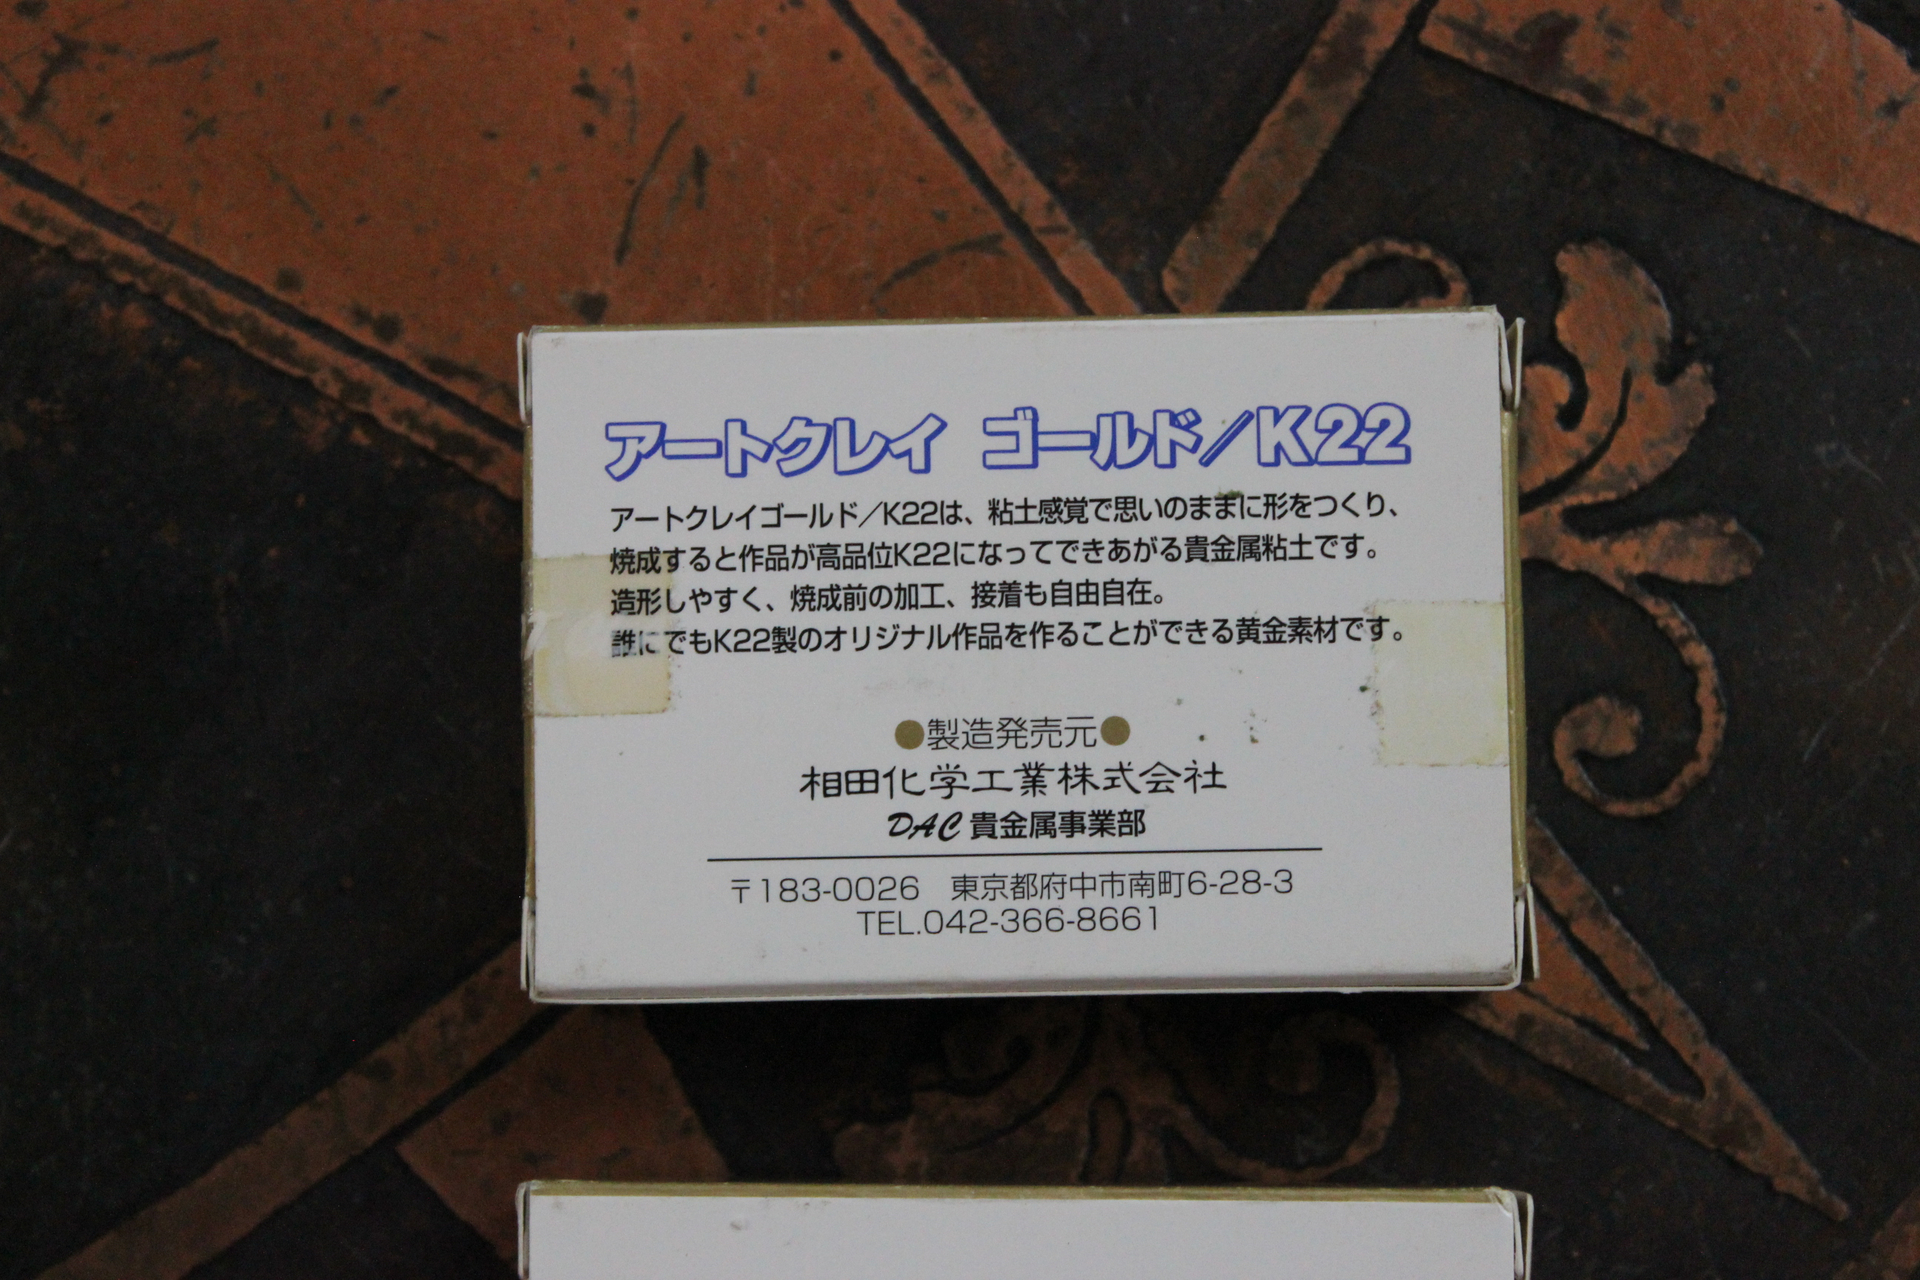 アートクレイ ゴールド／K22
アートクレイゴールド／K22は、粘土感覚で思いのままに形をつくり、
焼成すると作品が高品位K22になってできあがる貴金属粘土です。
造形しやすく、焼成前の加工、接着も自由自在。
誰にでもK22製のオリジナル作品を作ることができる黄金素材です。
●製造発売元●
相田化学工業株式会社
DAC 貴金属事業部
〒183-0026 東京都府中市南町6-28-3
TEL.042-366-8661